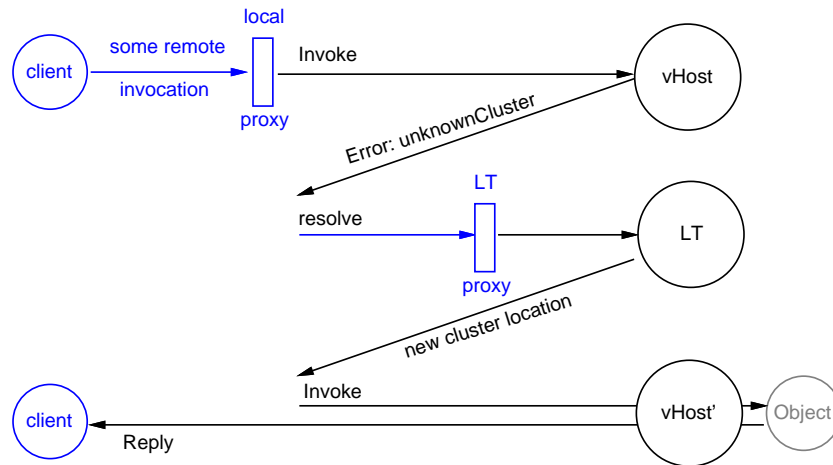 local
some remote
client
invocation
proxy
Invoke
vHost
Error: unknownCluster
LT
resolve
proxy
LT
new cluster location
client
Invoke
vHost'
Object
Reply